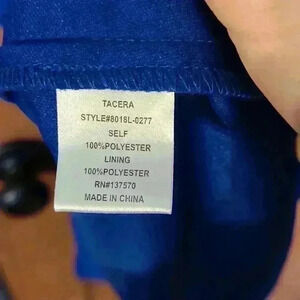 TACERA
STYLE#8018L-0277
SELF
100%POLYESTER
LINING
100%POLYESTER
RN#137570
MADE IN CHINA